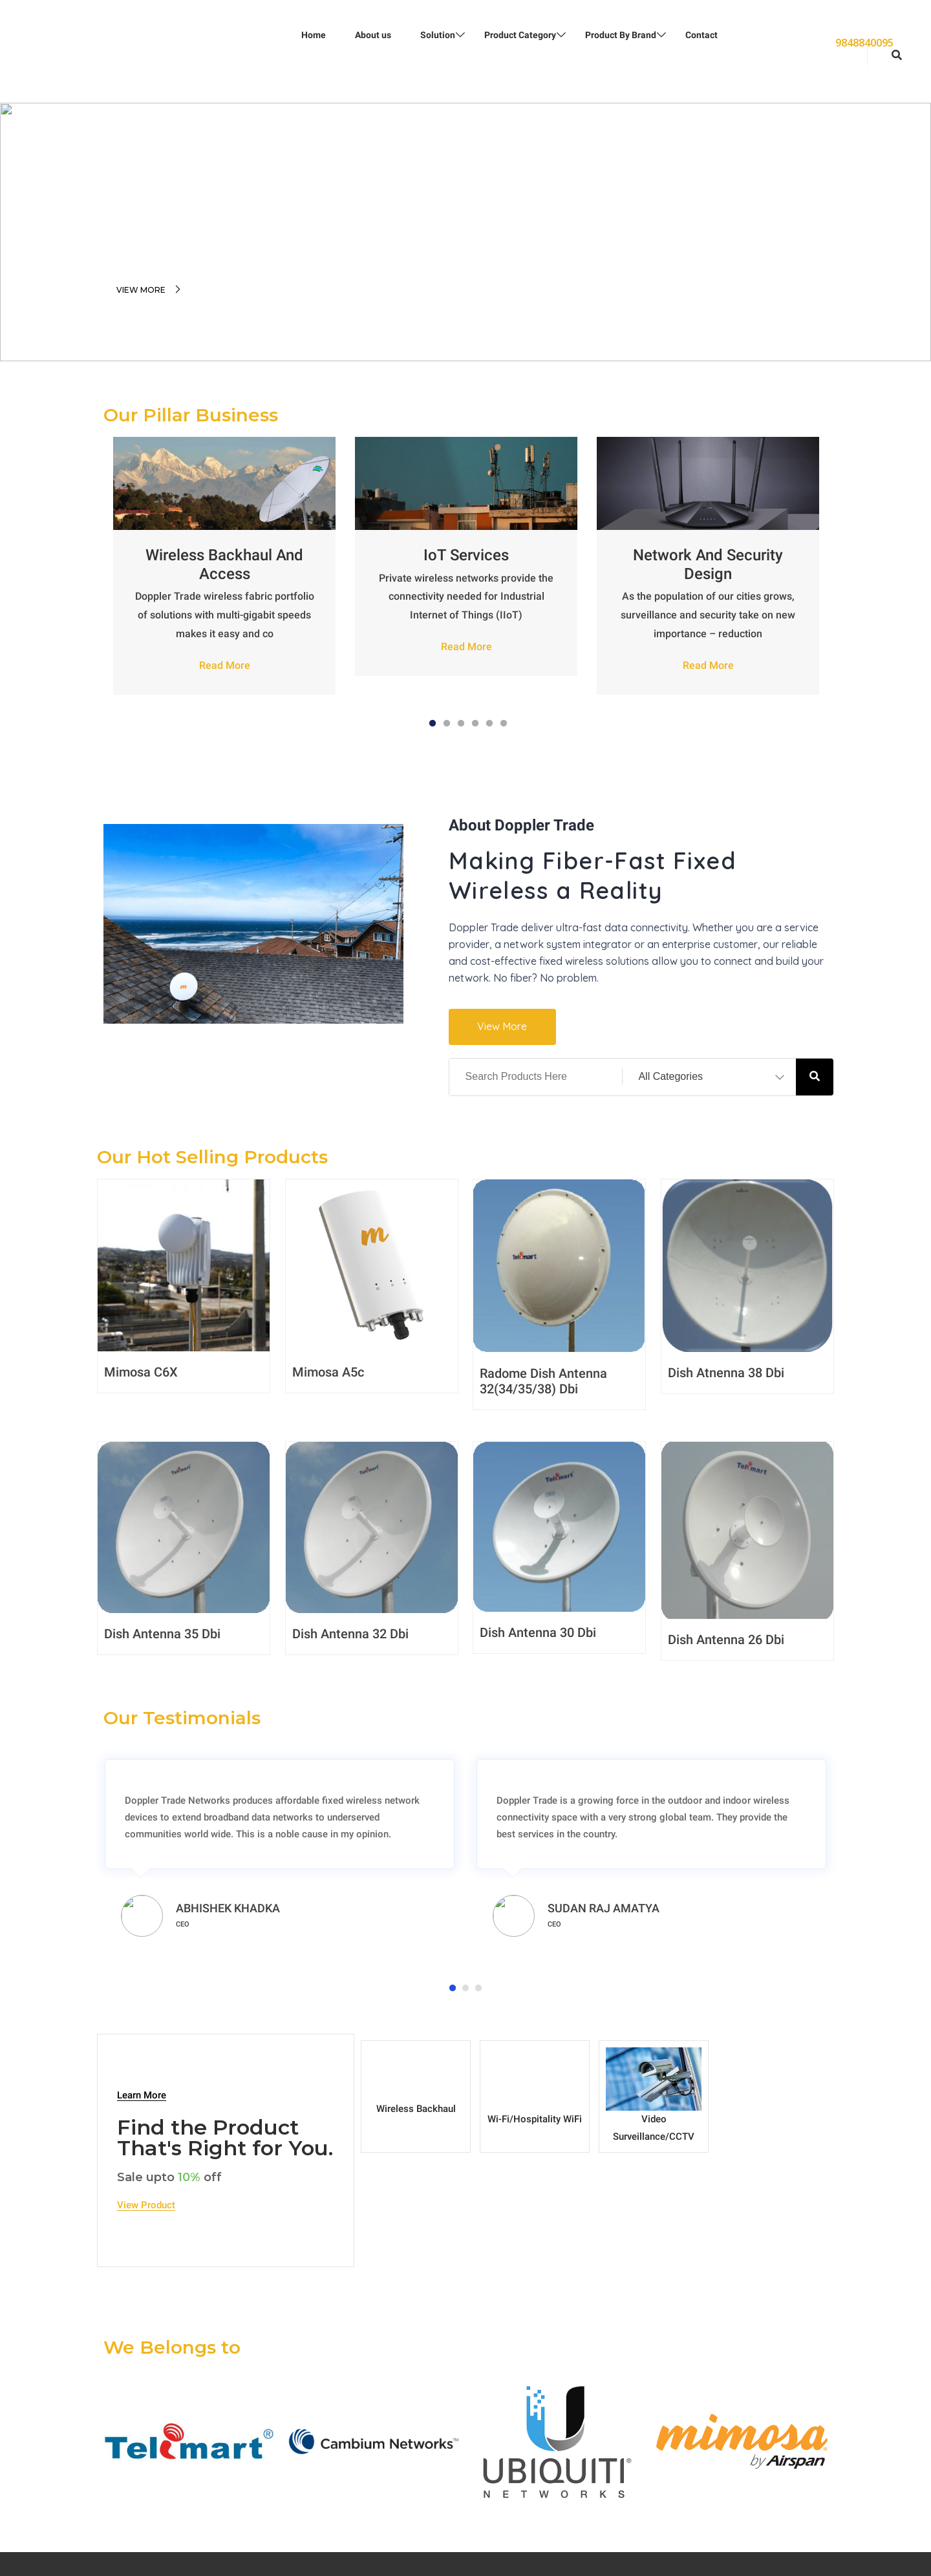 Home About us Solution Product Category Product By Brand Contact
9848840095
VIEW MORE
Our Pillar Business
Wireless Backhaul And
Access
Doppler Trade wireless fabric portfolio
of solutions with multi-gigabit speeds
makes it easy and co
Read More
IoT Services
Private wireless networks provide the
connectivity needed for Industrial
Internet of Things (IIoT)
Read More
Network And Security
Design
As the population of our cities grows,
surveillance and security take on new
importance – reduction
Read More
About Doppler Trade
Making Fiber-Fast Fixed
Wireless a Reality
Doppler Trade deliver ultra-fast data connectivity. Whether you are a service
provider, a network system integrator or an enterprise customer, our reliable
and cost-effective fixed wireless solutions allow you to connect and build your
network. No fiber? No problem.
View More
Search Products Here
All Categories
Our Hot Selling Products
Mimosa C6X
Mimosa A5c
Telcmart
Radome Dish Antenna
32(34/35/38) Dbi
Dish Atnenna 38 Dbi
Telcmart
Dish Antenna 35 Dbi
Telcmart
Dish Antenna 32 Dbi
Telcmart
Dish Antenna 30 Dbi
Telcmart
Dish Antenna 26 Dbi
Our Testimonials
Doppler Trade Networks produces affordable fixed wireless network
devices to extend broadband data networks to underserved
communities world wide. This is a noble cause in my opinion.
ABHISHEK KHADKA
CEO
Doppler Trade is a growing force in the outdoor and indoor wireless
connectivity space with a very strong global team. They provide the
best services in the country.
SUDAN RAJ AMATYA
CEO
Learn More
Find the Product
That's Right for You.
Sale upto 10% off
View Product
Wireless Backhaul
Wi-Fi/Hospitality WiFi
Video
Surveillance/CCTV
We Belongs to
Telcmart
Cambium Networks™
UBIQUITI®
NETWORKS
mimosa
by Airspan